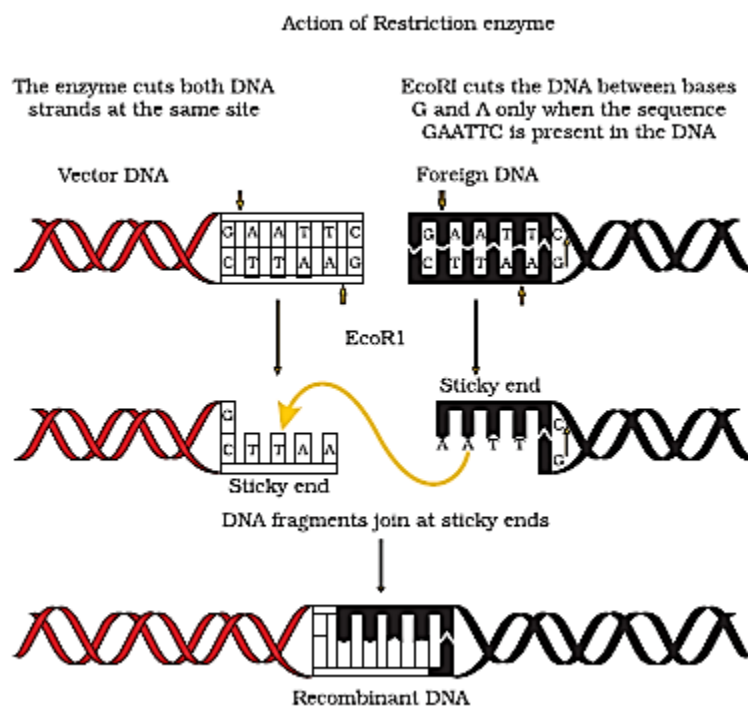 Action of Restriction enzyme
The enzyme cuts both DNA
strands at the same site
EcoRI cuts the DNA between bases
G and A only when the sequence
GAATTC is present in the DNA
Vector DNA
Foreign DNA
G A A T T C
C T T A A G
G A A T T C
C T T A A G
EcoR1
Sticky end
G
C T T A A
C
A A T T
G
Sticky end
DNA fragments join at sticky ends
Recombinant DNA